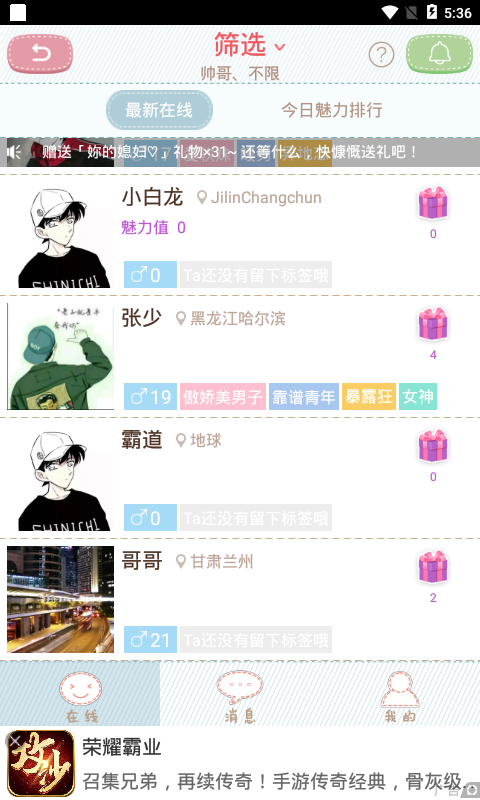 5:36
筛选
帅哥、不限
最新在线
今日魅力排行
赠送「妳的媳妇♡」礼物×31~ 还等什么，快慷慨送礼吧！
小白龙 JilinChangchun
魅力值 0
0
♂0 Ta还没有留下标签哦
SHINICHI
张少 黑龙江哈尔滨
4
♂19 傲娇美男子 靠谱青年 暴露狂 女神
霸道 地球
0
♂0 Ta还没有留下标签哦
SHINICHI
哥哥 甘肃兰州
2
♂21 Ta还没有留下标签哦
在线 消息 我的
攻沙
荣耀霸业
召集兄弟，再续传奇！手游传奇经典，骨灰级...
广告